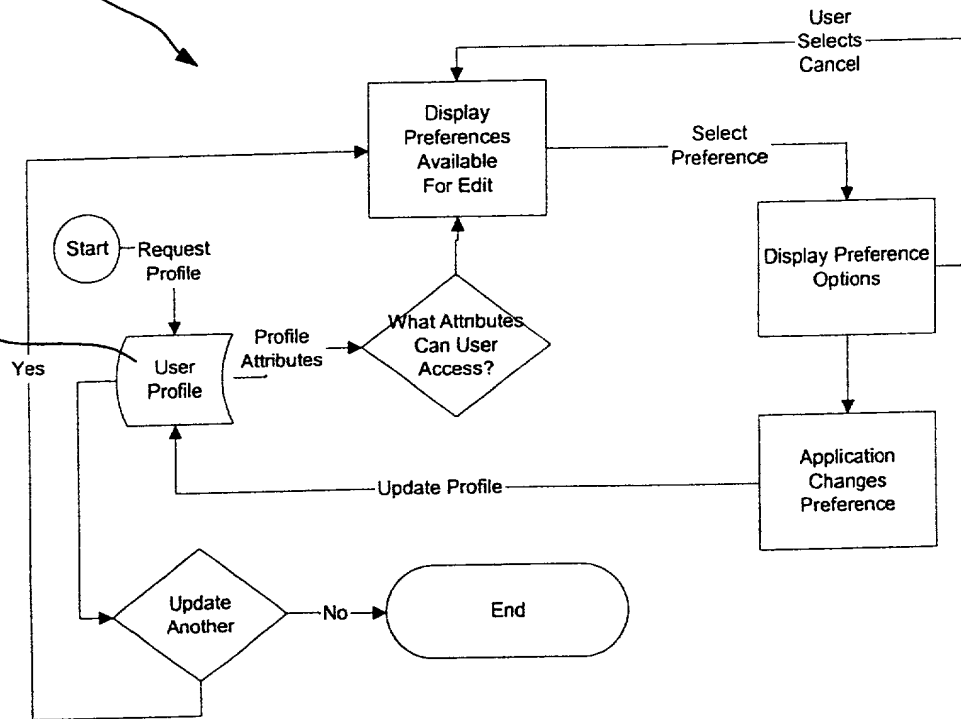 User
Selects
Cancel
Display
Preferences
Available
For Edit
Select
Preference
Start
Request
Profile
Display Preference
Options
What Attributes
Can User
Access?
Profile
Attributes
User
Profile
Yes
Application
Changes
Preference
Update Profile
Update
Another
No
End